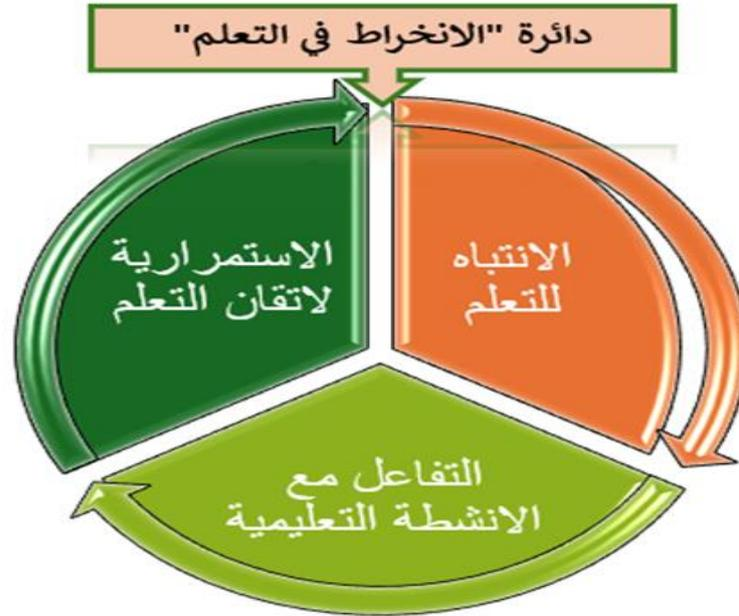 دائرة "الانخراط في التعلم"
الانتباه
للتعلم
التفاعل مع
الانشطة التعليمية
الاستمرارية
لاتقان التعلم